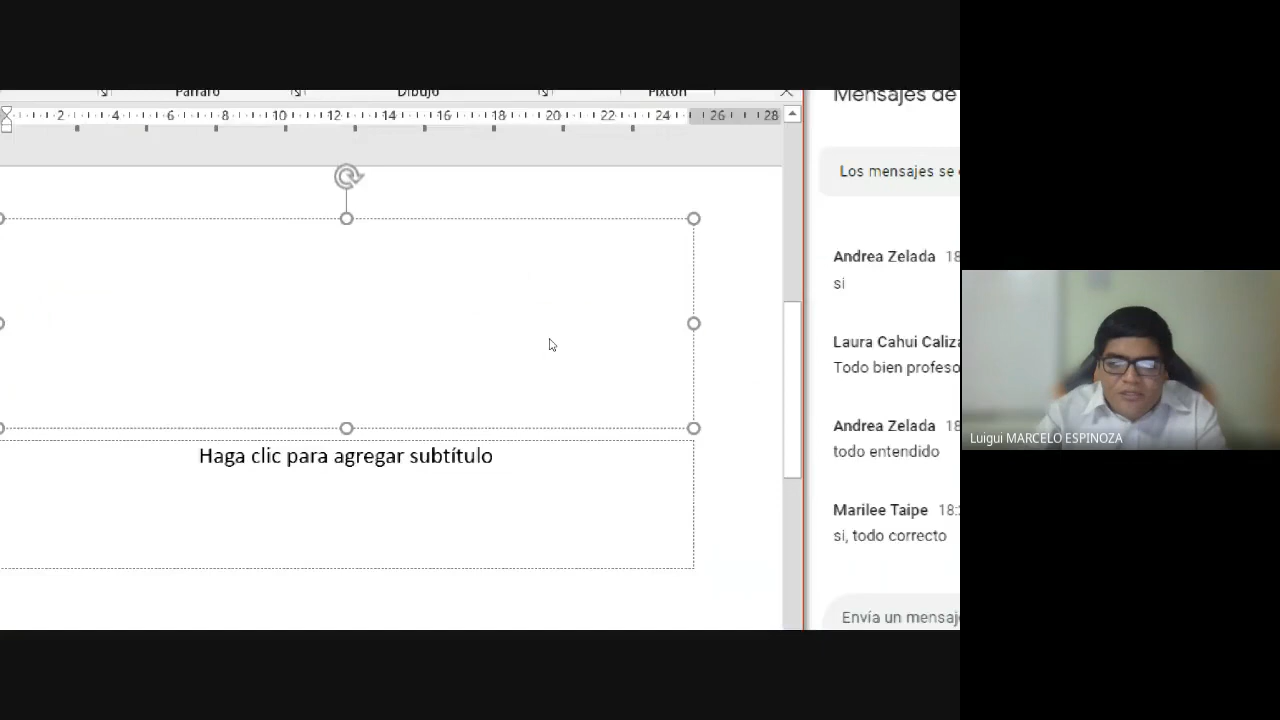 Párrafo
Dibujo
Pixton
6 2 4 6 8 10 12 14 16 18 20 22 24 26 28
Haga clic para agregar subtítulo
Mensajes de
Los mensajes se
Andrea Zelada 18
si
Laura Cahui Caliza
Todo bien profeso
Andrea Zelada 18
todo entendido
Marilee Taipe 18:
si, todo correcto
Envía un mensaj
Luigui MARCELO ESPINOZA